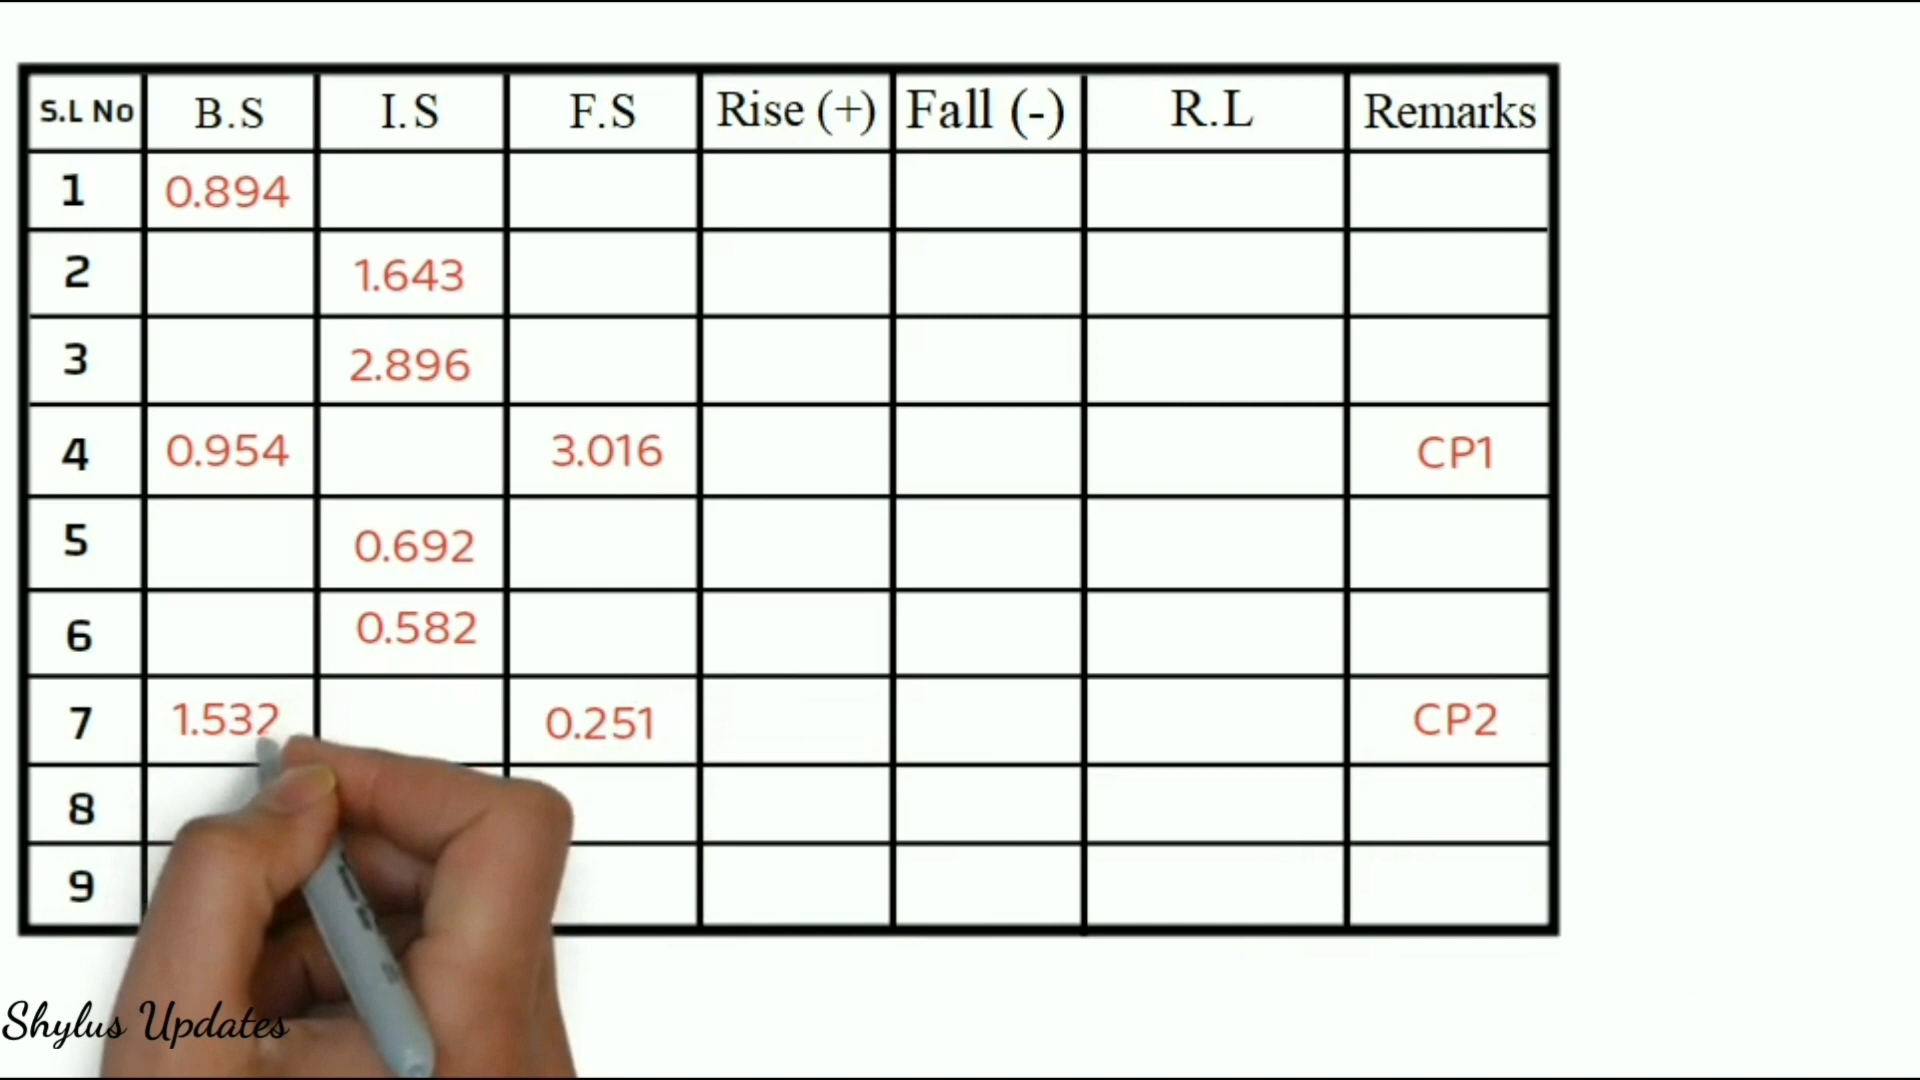 S.L No B.S I.S F.S Rise (+) Fall (-) R.L Remarks
1 0.894
2 1.643
3 2.896
4 0.954 3.016 CP1
5 0.692
6 0.582
7 1.532 0.251 CP2
8
9
Shylus Updates